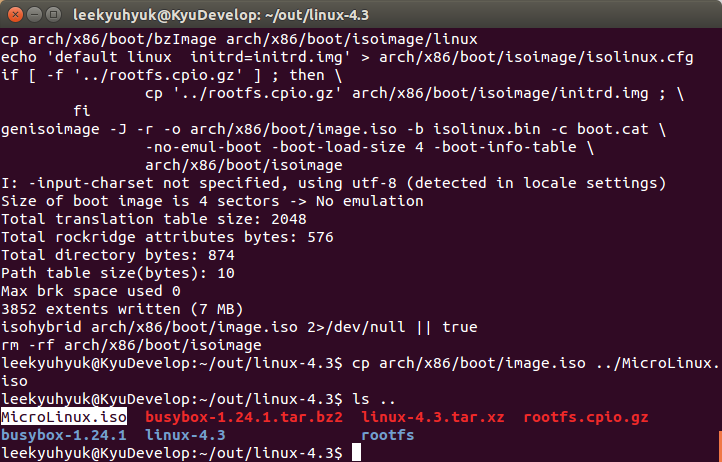 leekyuhyuk@KyuDevelop: ~/out/linux-4.3
cp arch/x86/boot/bzImage arch/x86/boot/isoimage/linux
echo 'default linux  initrd=initrd.img' > arch/x86/boot/isoimage/isolinux.cfg
if [ -f '../rootfs.cpio.gz' ] ; then \
                cp '../rootfs.cpio.gz' arch/x86/boot/isoimage/initrd.img ; \
        fi
genisoimage -J -r -o arch/x86/boot/image.iso -b isolinux.bin -c boot.cat \
                -no-emul-boot -boot-load-size 4 -boot-info-table \
                arch/x86/boot/isoimage
I: -input-charset not specified, using utf-8 (detected in locale settings)
Size of boot image is 4 sectors -> No emulation
Total translation table size: 2048
Total rockridge attributes bytes: 576
Total directory bytes: 874
Path table size(bytes): 10
Max brk space used 0
3852 extents written (7 MB)
isohybrid arch/x86/boot/image.iso 2>/dev/null || true
rm -rf arch/x86/boot/isoimage
leekyuhyuk@KyuDevelop:~/out/linux-4.3$ cp arch/x86/boot/image.iso ../MicroLinux.
iso
leekyuhyuk@KyuDevelop:~/out/linux-4.3$ ls ..
MicroLinux.iso  busybox-1.24.1.tar.bz2  linux-4.3.tar.xz  rootfs.cpio.gz
busybox-1.24.1  linux-4.3               rootfs
leekyuhyuk@KyuDevelop:~/out/linux-4.3$